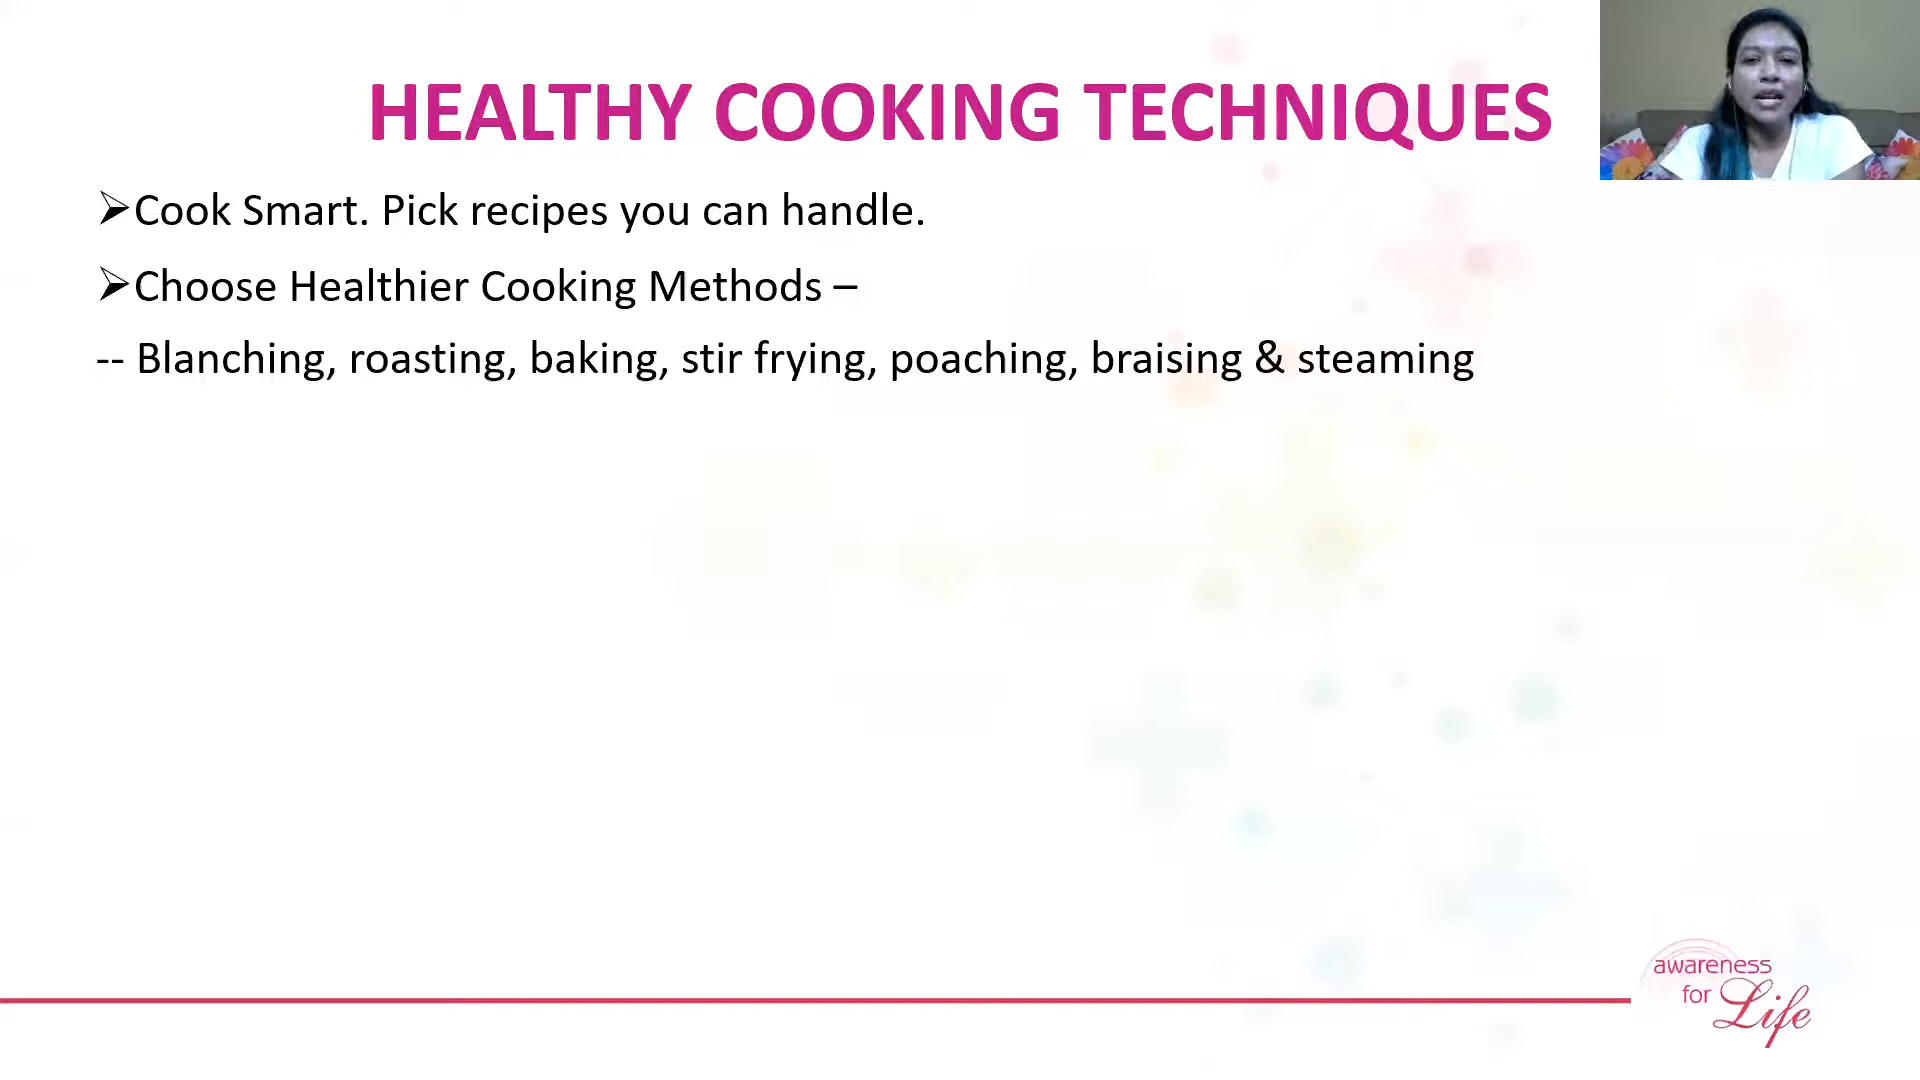 HEALTHY COOKING TECHNIQUES
➢Cook Smart. Pick recipes you can handle.
➢Choose Healthier Cooking Methods –
-- Blanching, roasting, baking, stir frying, poaching, braising & steaming
awareness
for Life